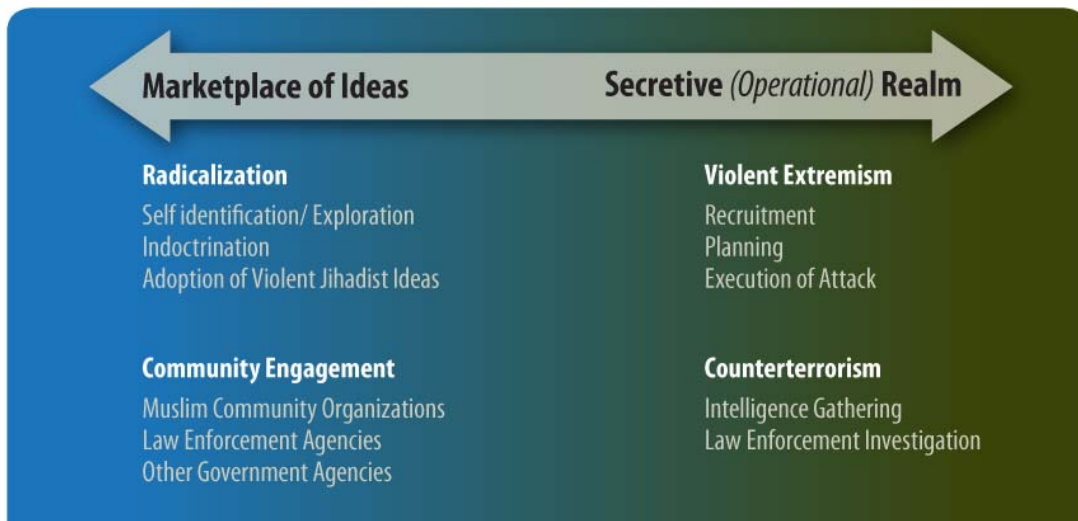 Marketplace of Ideas
Secretive (Operational) Realm
Radicalization
Self identification/ Exploration
Indoctrination
Adoption of Violent Jihadist Ideas
Violent Extremism
Recruitment
Planning
Execution of Attack
Community Engagement
Muslim Community Organizations
Law Enforcement Agencies
Other Government Agencies
Counterterrorism
Intelligence Gathering
Law Enforcement Investigation